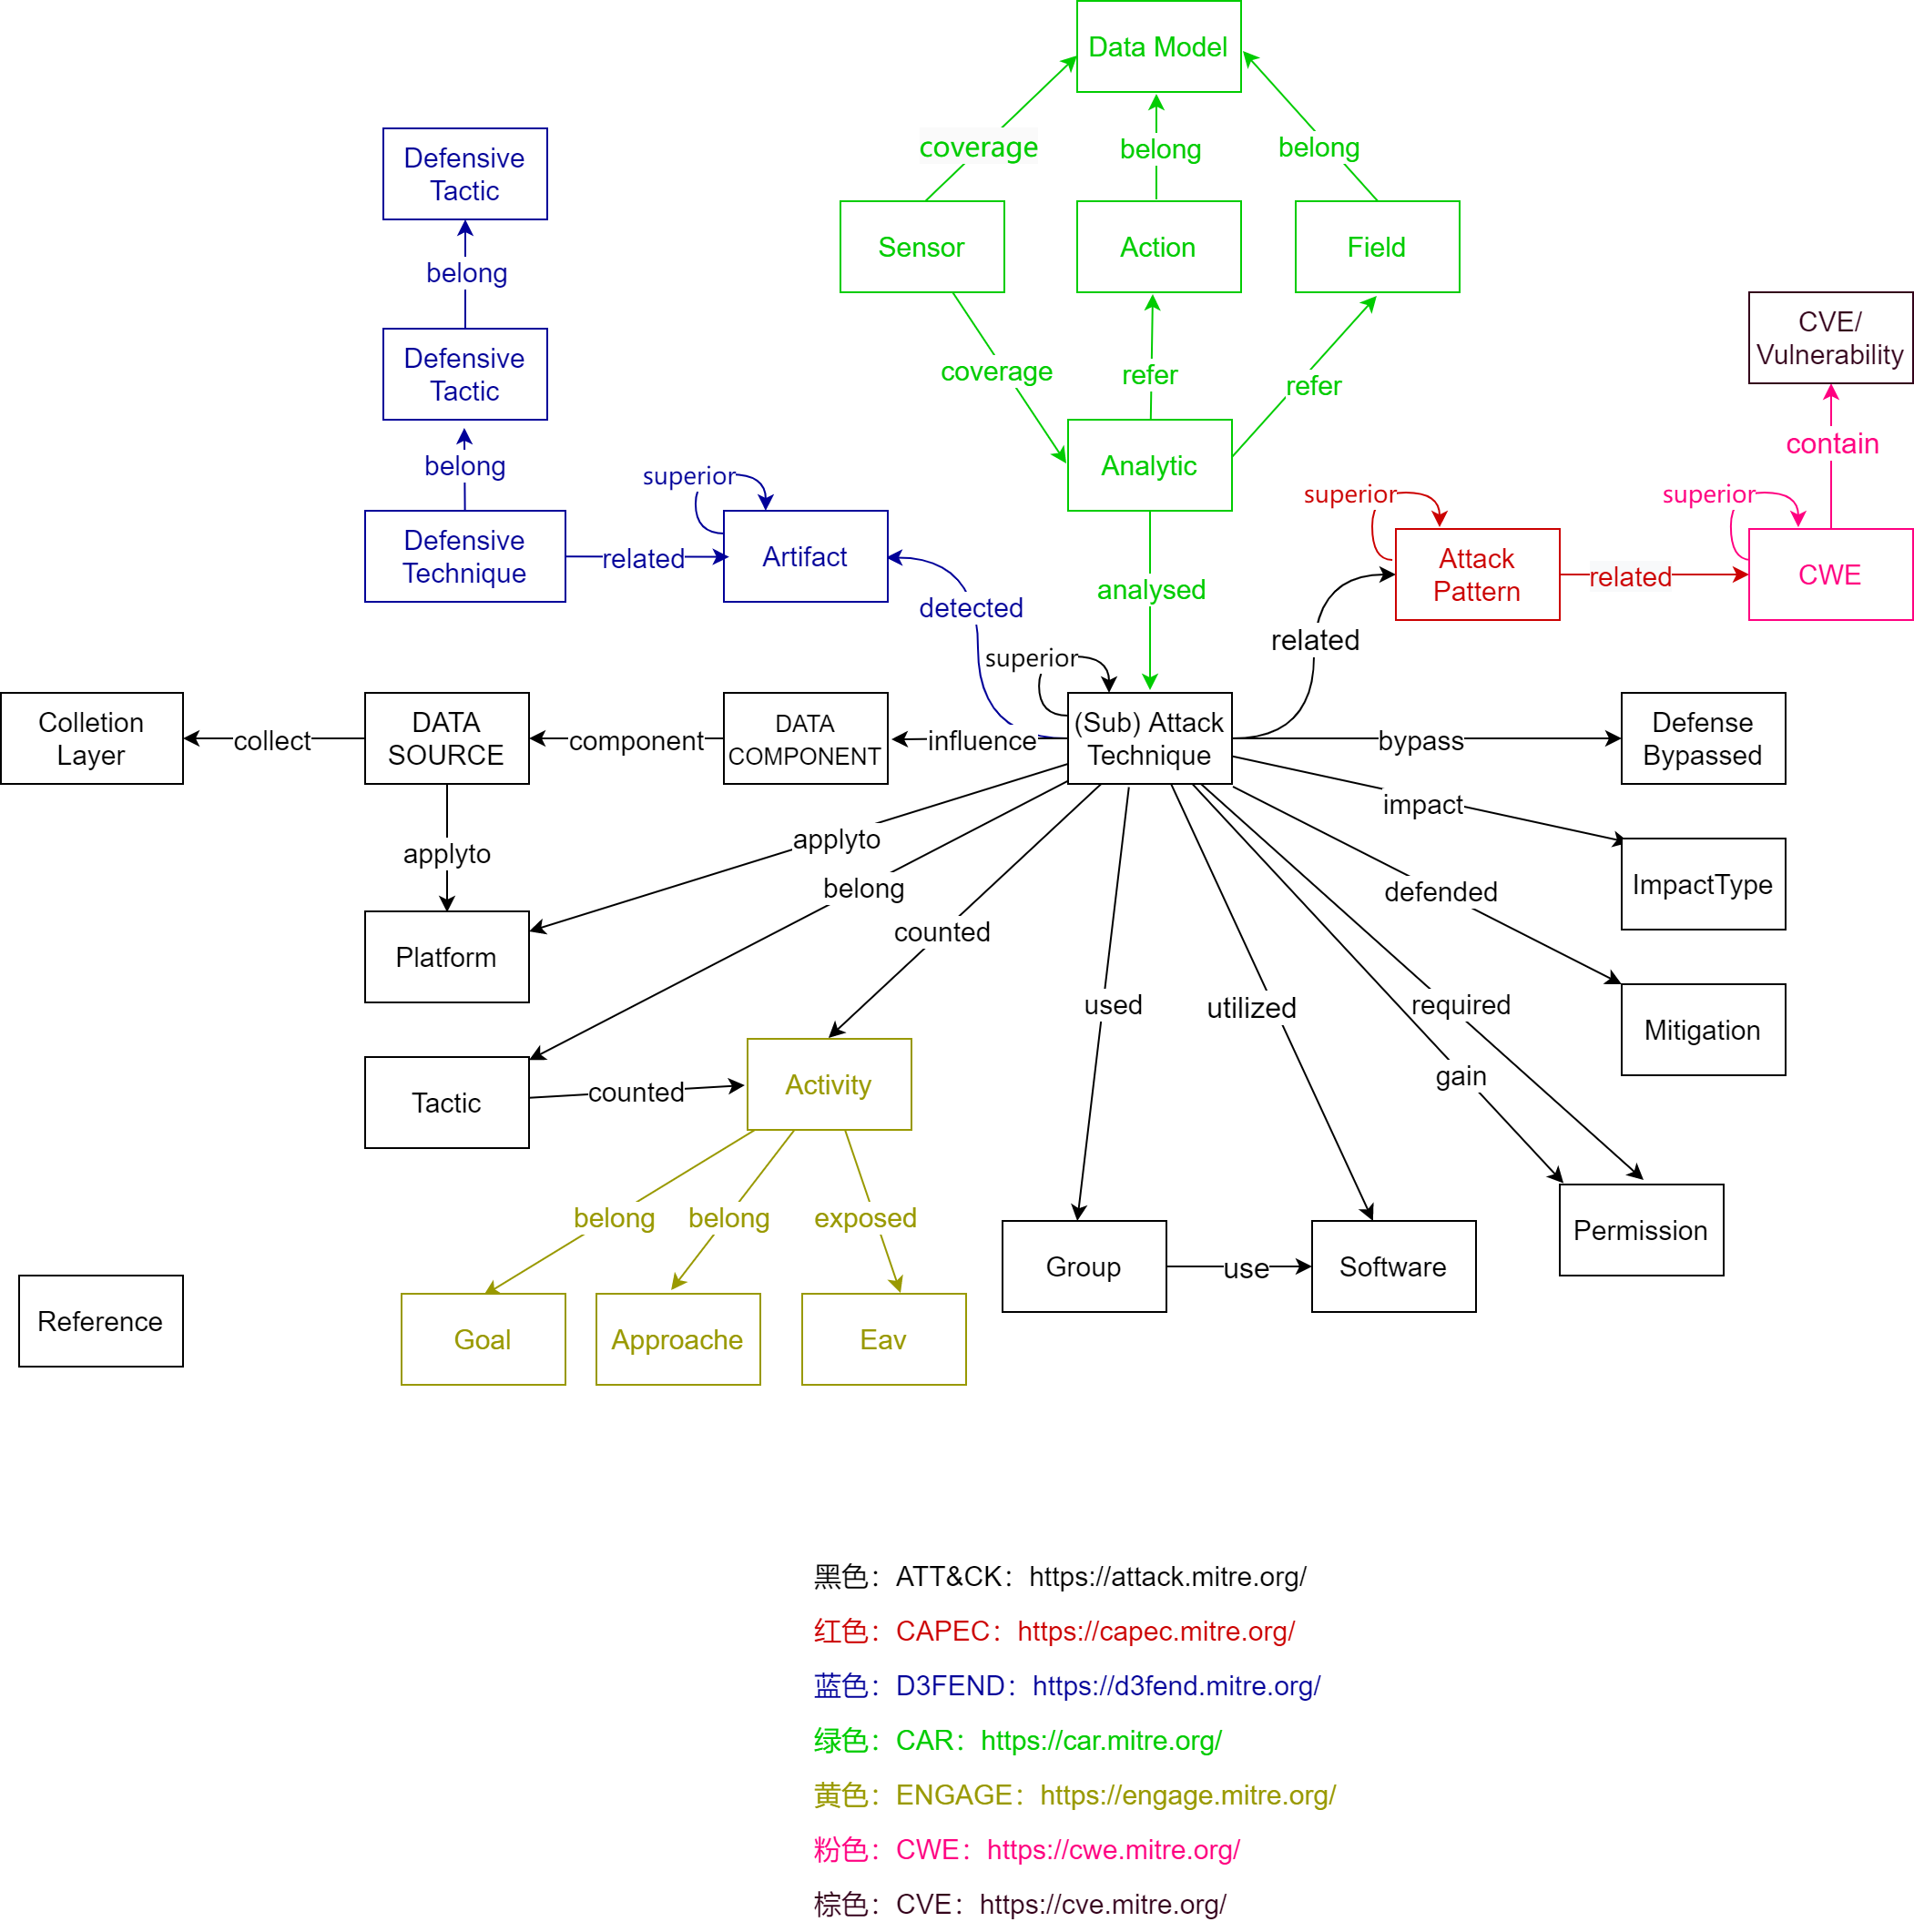 Data Model
coverage
belong
belong
Defensive
Tactic
belong
Sensor
Action
Field
Defensive
Tactic
coverage
refer
refer
CVE/
Vulnerability
contain
belong
superior
Analytic
superior
superior
Defensive
Technique
related
Artifact
Attack
Pattern
related
CWE
detected
analysed
related
superior
Colletion
Layer
collect
DATA
SOURCE
component
DATA
COMPONENT
influence
(Sub) Attack
Technique
bypass
Defense
Bypassed
impact
applyto
applyto
belong
defended
ImpactType
counted
Platform
used
utilized
required
Mitigation
gain
Tactic
counted
Activity
belong
belong
exposed
Permission
Group
use
Software
Reference
Goal
Approache
Eav
黑色：ATT&CK：https://attack.mitre.org/
红色：CAPEC：https://capec.mitre.org/
蓝色：D3FEND：https://d3fend.mitre.org/
绿色：CAR：https://car.mitre.org/
黄色：ENGAGE：https://engage.mitre.org/
粉色：CWE：https://cwe.mitre.org/
棕色：CVE：https://cve.mitre.org/